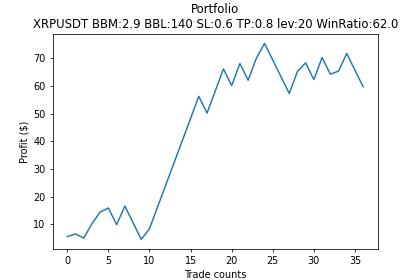 Portfolio
XRPUSDT BBM:2.9 BBL:140 SL:0.6 TP:0.8 lev:20 WinRatio:62.0
70
60
50
40
30
20
10
Profit ($)
0 5 10 15 20 25 30 35
Trade counts